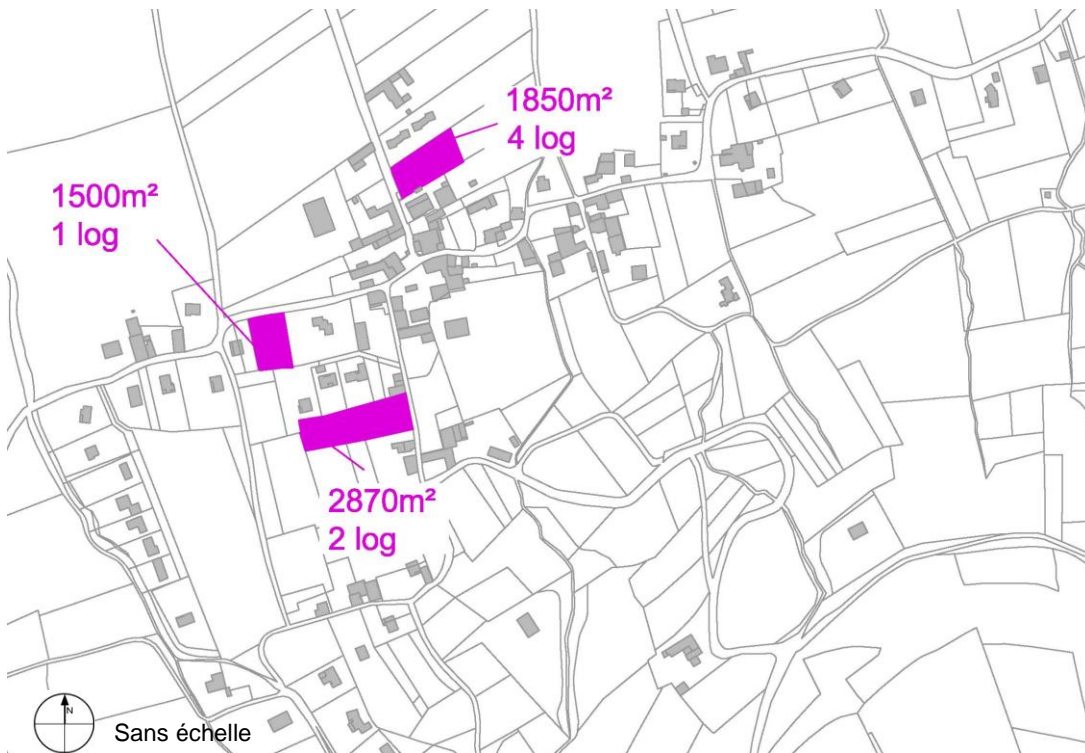 1850m²
4 log
1500m²
1 log
2870m²
2 log
N
Sans échelle